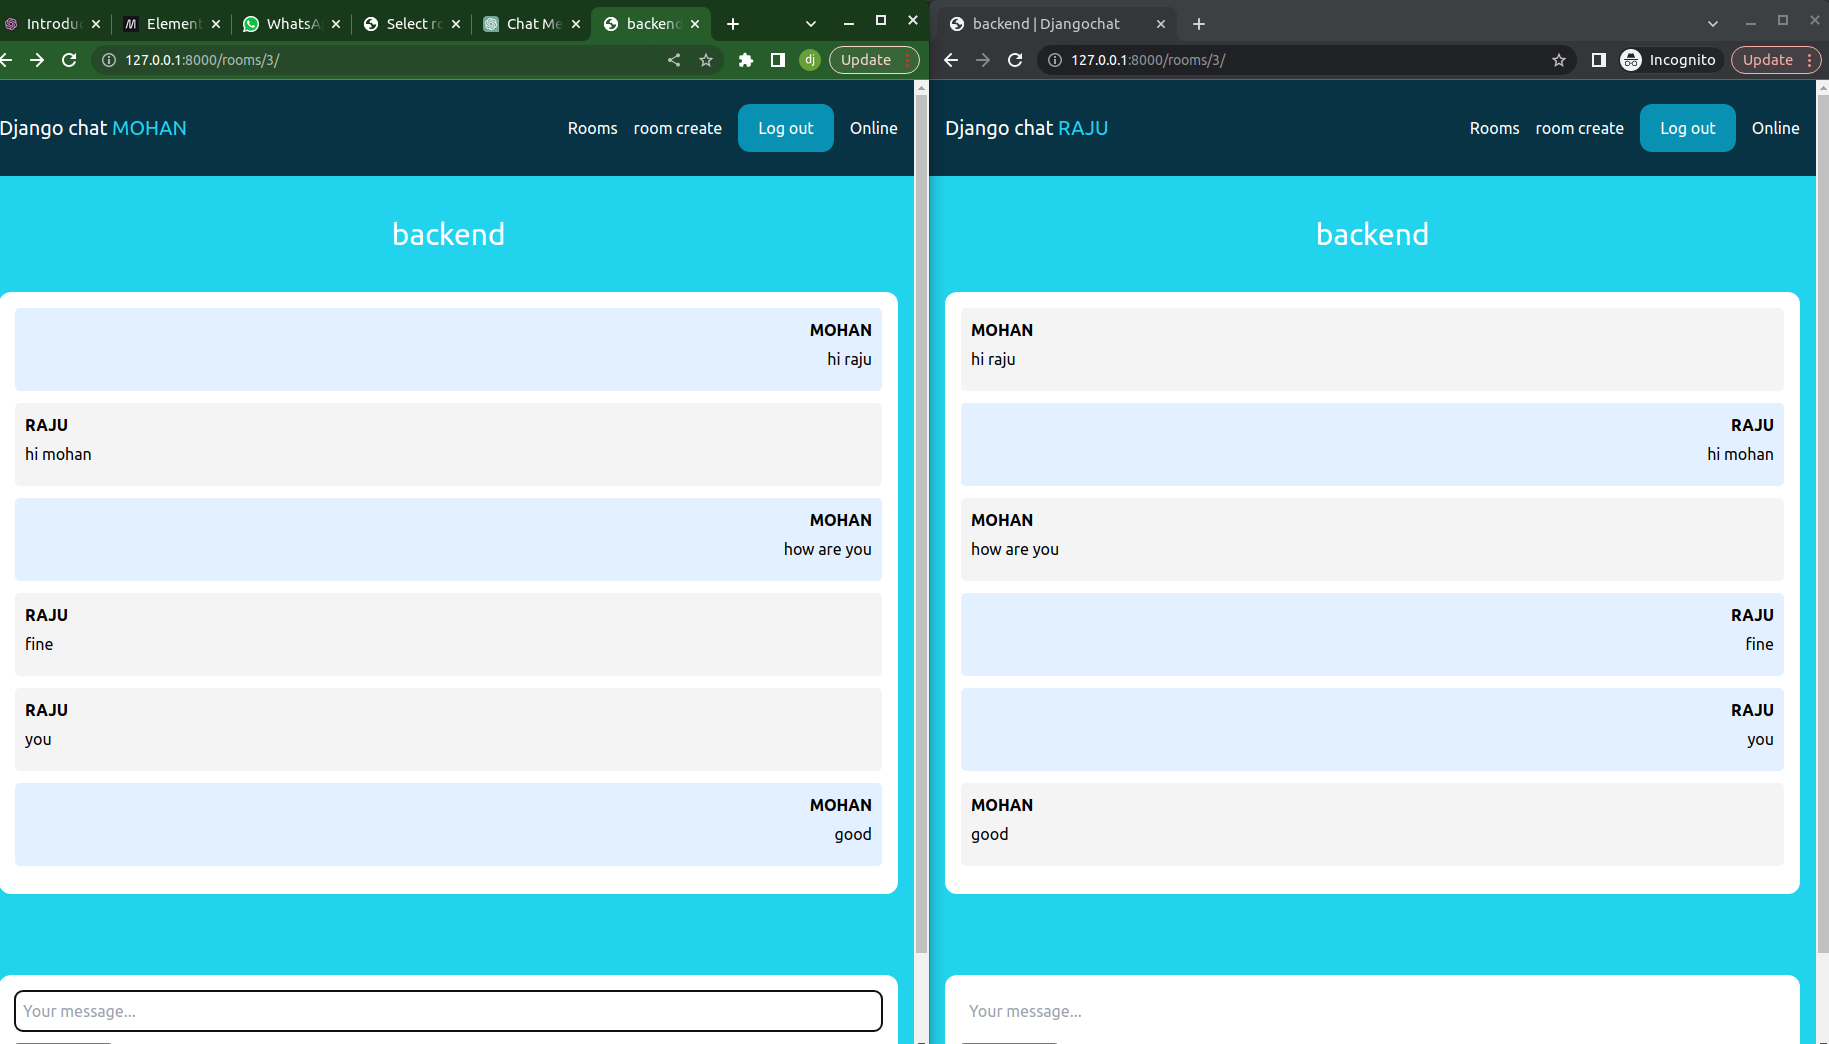 Introdu
Element
WhatsA
Select ro
Chat Me
backend
127.0.0.1:8000/rooms/3/
dj
Update
Django chat MOHAN
Rooms
room create
Log out
Online
backend
MOHAN
hi raju
RAJU
hi mohan
MOHAN
how are you
RAJU
fine
RAJU
you
MOHAN
good
Your message...
backend | Djangochat
127.0.0.1:8000/rooms/3/
Incognito
Update
Django chat RAJU
Rooms
room create
Log out
Online
backend
MOHAN
hi raju
RAJU
hi mohan
MOHAN
how are you
RAJU
fine
RAJU
you
MOHAN
good
Your message...